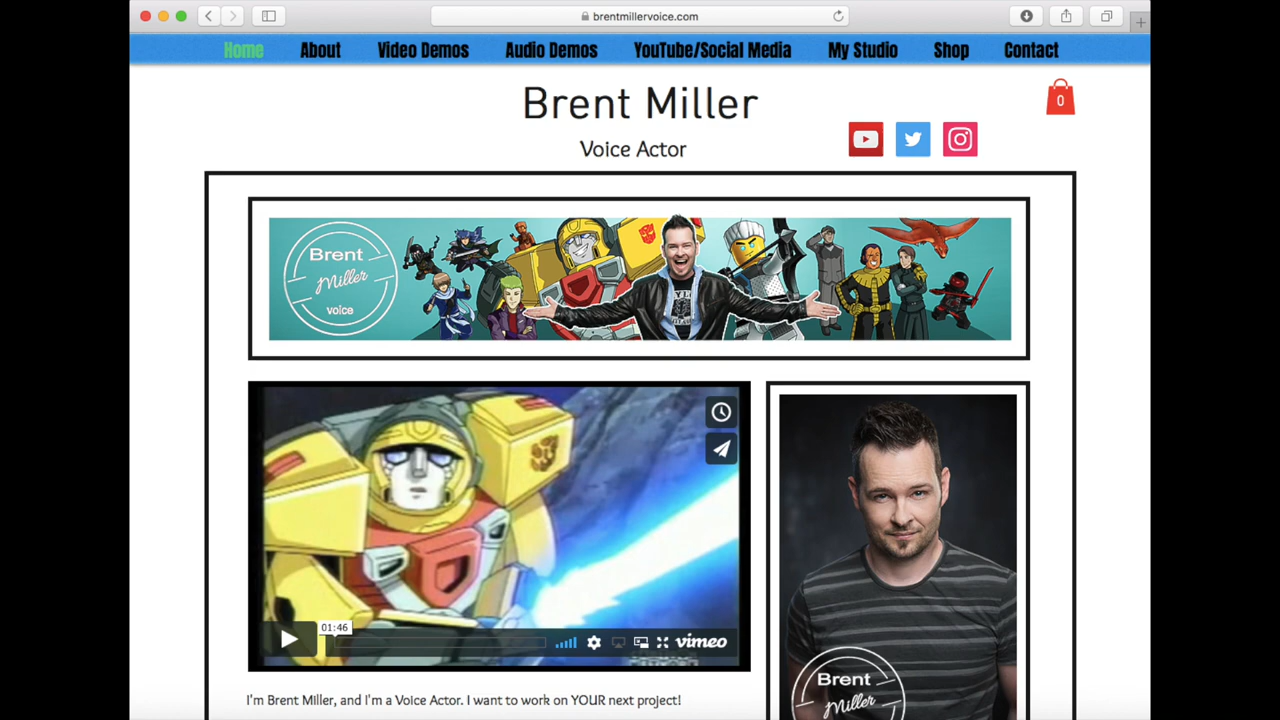 brentmillervoice.com
Home About Video Demos Audio Demos YouTube/Social Media My Studio Shop Contact
Brent Miller
0
Voice Actor
Brent
Miller
voice
01:46
vimeo
I'm Brent Miller, and I'm a Voice Actor. I want to work on YOUR next project!
Brent
Miller